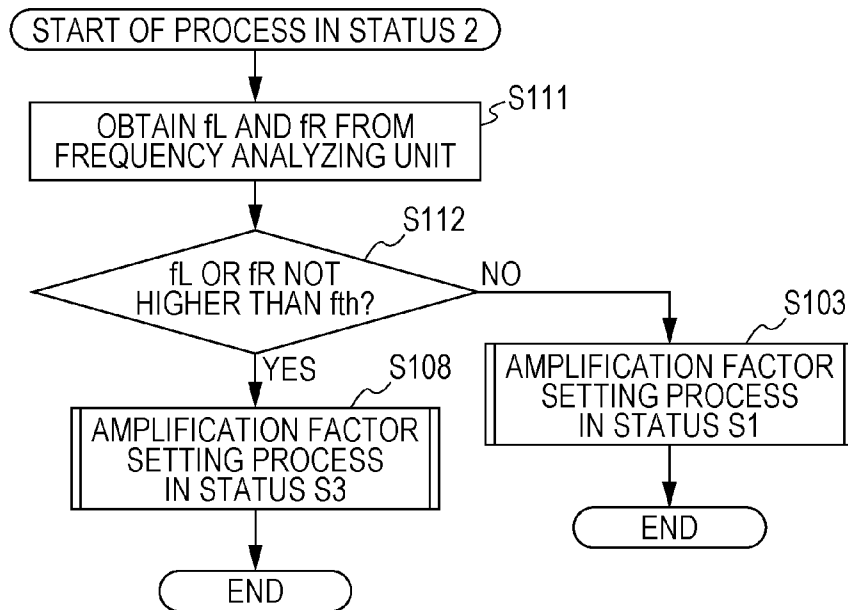 START OF PROCESS IN STATUS 2
S111
OBTAIN fL AND fR FROM
FREQUENCY ANALYZING UNIT
S112
fL OR fR NOT
HIGHER THAN fth?
NO
YES
S108
AMPLIFICATION FACTOR
SETTING PROCESS
IN STATUS S3
END
S103
AMPLIFICATION FACTOR
SETTING PROCESS
IN STATUS S1
END